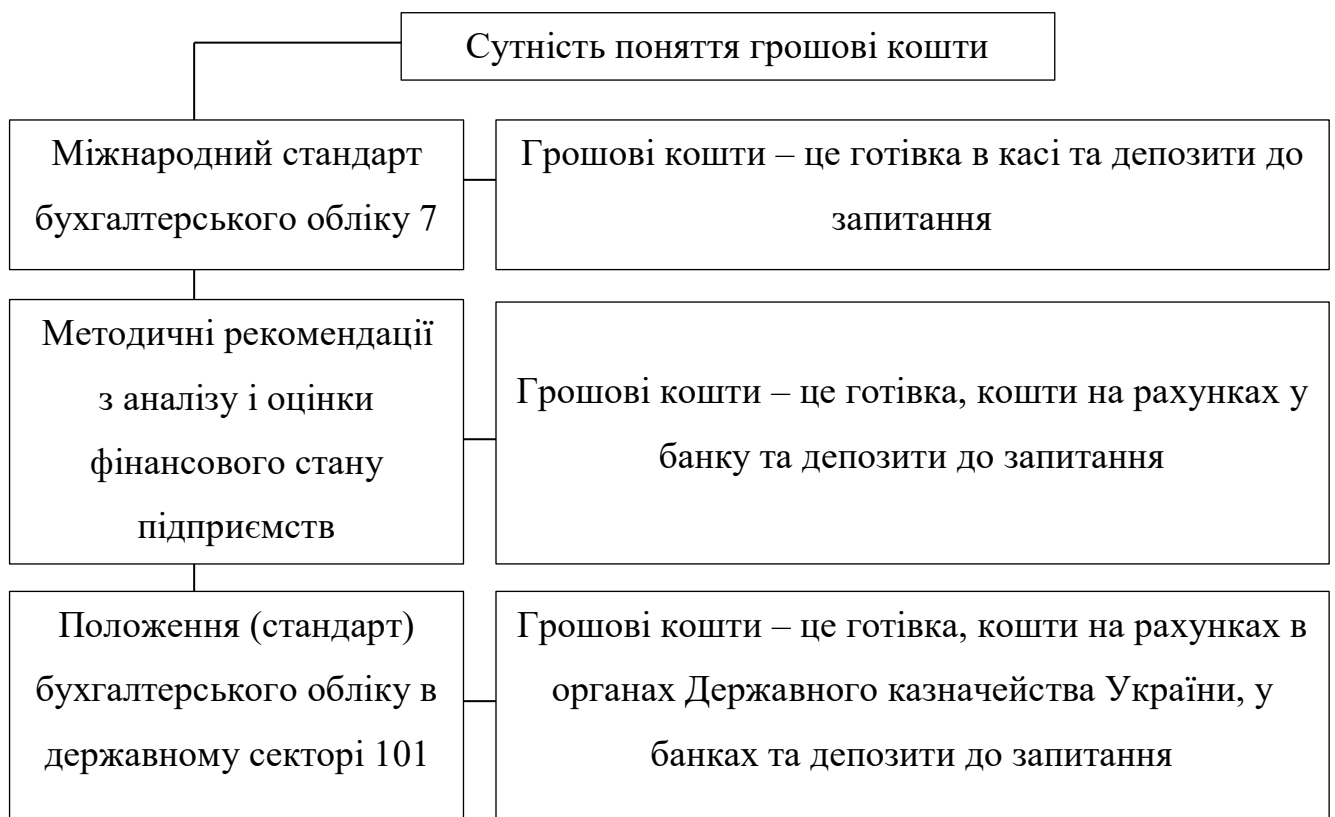 Сутність поняття грошові кошти
Міжнародний стандарт
бухгалтерського обліку 7
Грошові кошти – це готівка в касі та депозити до
запитання
Методичні рекомендації
з аналізу і оцінки
фінансового стану
підприємств
Грошові кошти – це готівка, кошти на рахунках у
банку та депозити до запитання
Положення (стандарт)
бухгалтерського обліку в
державному секторі 101
Грошові кошти – це готівка, кошти на рахунках в
органах Державного казначейства України, у
банках та депозити до запитання